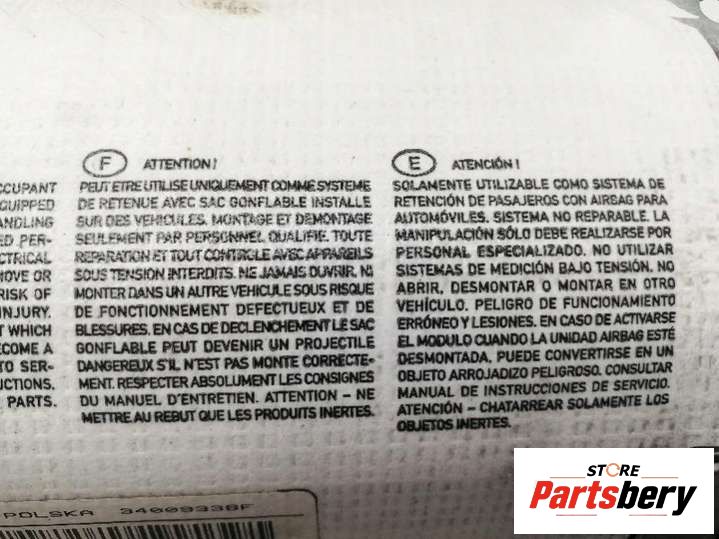 CCUPANT
QUIPPED
ANDLING
ED PER-
ECTRICAL
MOVE OR
RISK OF
INJURY.
T WHICH
ECOME A
TO SER-
UCTIONS.
PARTS.
F ATTENTION!
PEUT ETRE UTILISE UNIQUEMENT COMME SYSTEME
DE RETENUE AVEC SAC GONFLABLE INSTALLE
SUR DES VEHICULES. MONTAGE ET DEMONTAGE
SEULEMENT PAR PERSONNEL QUALIFIE. TOUTE
REPARATION ET TOUT CONTROLE AVEC APPAREILS
SOUS TENSION INTERDITS. NE JAMAIS OUVRIR, NI
MONTER DANS UN AUTRE VEHICULE SOUS RISQUE
DE FONCTIONNEMENT DEFECTUEUX ET DE
BLESSURES. EN CAS DE DECLENCHEMENT LE SAC
GONFLABLE PEUT DEVENIR UN PROJECTILE
DANGEREUX S'IL N'EST PAS MONTE CORRECTE-
MENT. RESPECTER ABSOLUMENT LES CONSIGNES
DU MANUEL D'ENTRETIEN. ATTENTION - NE
METTRE AU REBUT QUE LES PRODUITS INERTES.
E ATENCIÓN!
SOLAMENTE UTILIZABLE COMO SISTEMA DE
RETENCIÓN DE PASAJEROS CON AIRBAG PARA
AUTOMÓVILES. SISTEMA NO REPARABLE. LA
MANIPULACIÓN SÓLO DEBE REALIZARSE POR
PERSONAL ESPECIALIZADO. NO UTILIZAR
SISTEMAS DE MEDICIÓN BAJO TENSIÓN. NO
ABRIR, DESMONTAR O MONTAR EN OTRO
VEHÍCULO. PELIGRO DE FUNCIONAMIENTO
ERRÓNEO Y LESIONES. EN CASO DE ACTIVARSE
EL MODULO CUANDO LA UNIDAD AIRBAG ESTÉ
DESMONTADA, PUEDE CONVERTIRSE EN UN
OBJETO ARROJADIZO PELIGROSO. CONSULTAR
MANUAL DE INSTRUCCIONES DE SERVICIO.
ATENCIÓN - CHATARREAR SOLAMENTE LOS
OBJETOS INERTES.
POLSKA 34009338F
STORE
Partsbery